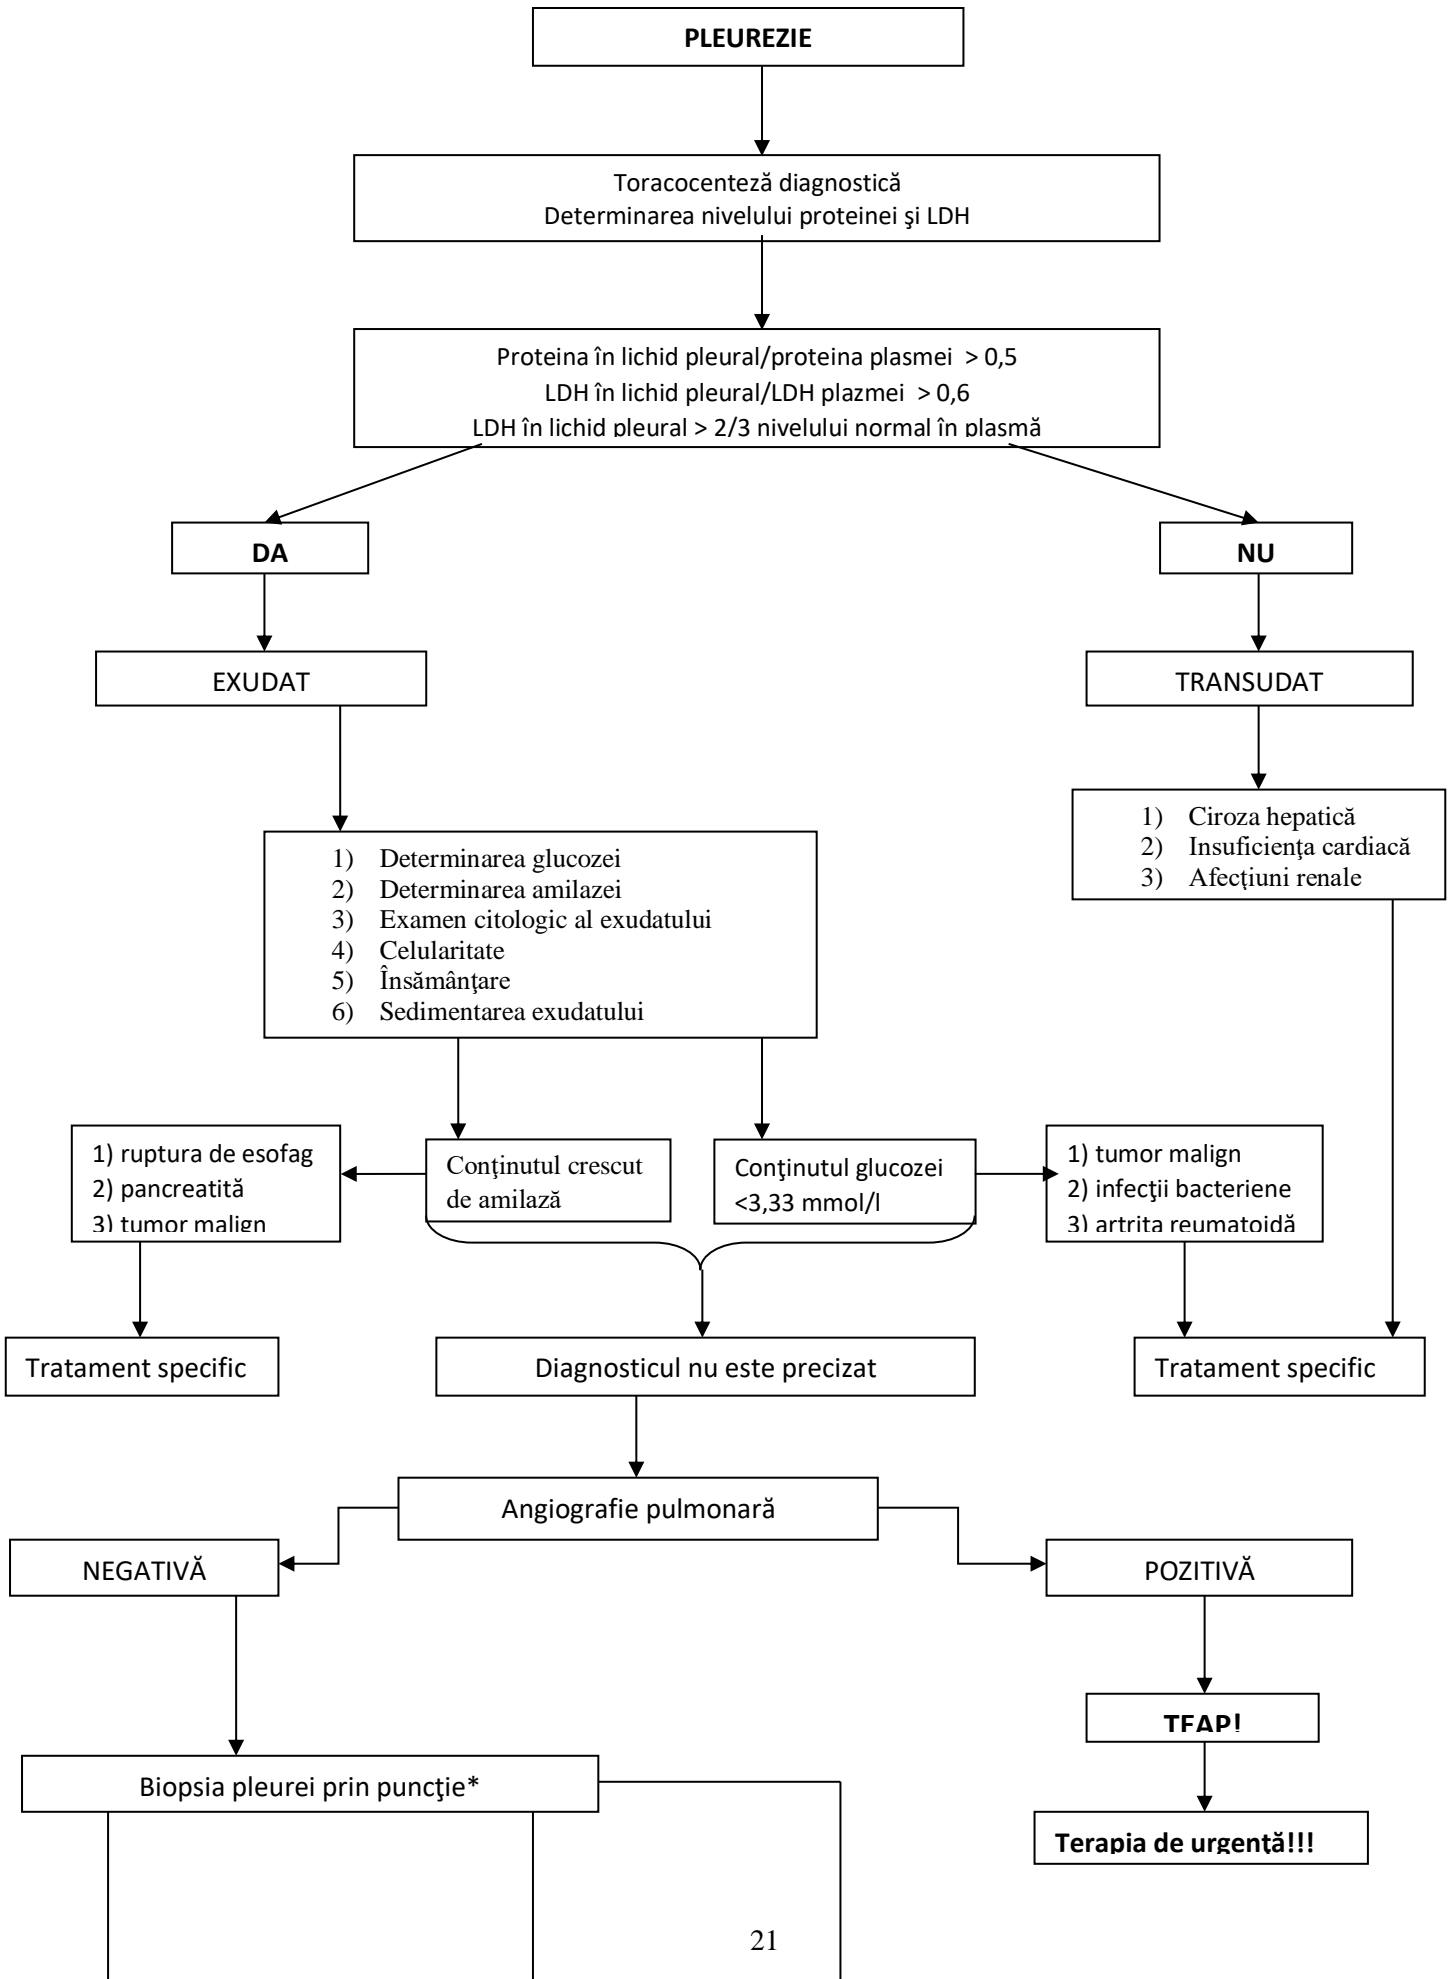 PLEUREZIE
Toracocenteză diagnostică
Determinarea nivelului proteinei şi LDH
Proteina în lichid pleural/proteina plasmei > 0,5
LDH în lichid pleural/LDH plazmei > 0,6
LDH în lichid pleural > 2/3 nivelului normal în plasmă
DA
NU
EXUDAT
TRANSUDAT
1) Ciroza hepatică
2) Insuficienţa cardiacă
3) Afecţiuni renale
1) Determinarea glucozei
2) Determinarea amilazei
3) Examen citologic al exudatului
4) Celularitate
5) Însămânţare
6) Sedimentarea exudatului
1) ruptura de esofag
2) pancreatită
3) tumor malign
Conţinutul crescut
de amilază
Conţinutul glucozei
<3,33 mmol/l
1) tumor malign
2) infecţii bacteriene
3) artrita reumatoidă
Tratament specific
Diagnosticul nu este precizat
Tratament specific
Angiografie pulmonară
NEGATIVĂ
POZITIVĂ
TEAP!
Biopsia pleurei prin puncţie*
Terapia de urgenţă!!!
21